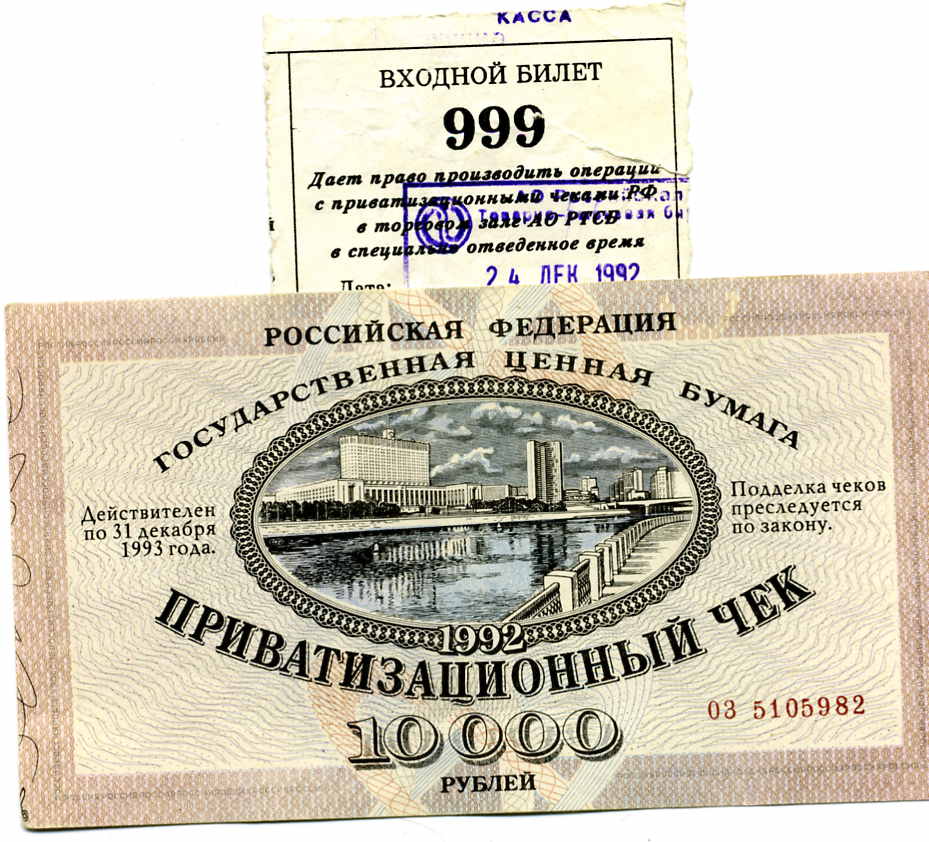 КАССА
ВХОДНОЙ БИЛЕТ
999
Дает право производить операции
с приватизационными чеками РФ
в торговом зале АО РТСБ
в специально отведенное время
24 ДЕК 1992
Дата:
РОССИЙСКАЯ ФЕДЕРАЦИЯ
ГОСУДАРСТВЕННАЯ ЦЕННАЯ БУМАГА
Действителен
по 31 декабря
1993 года.
Подделка чеков
преследуется
по закону.
1992
ПРИВАТИЗАЦИОННЫЙ ЧЕК
03 5105982
10 000
РУБЛЕЙ